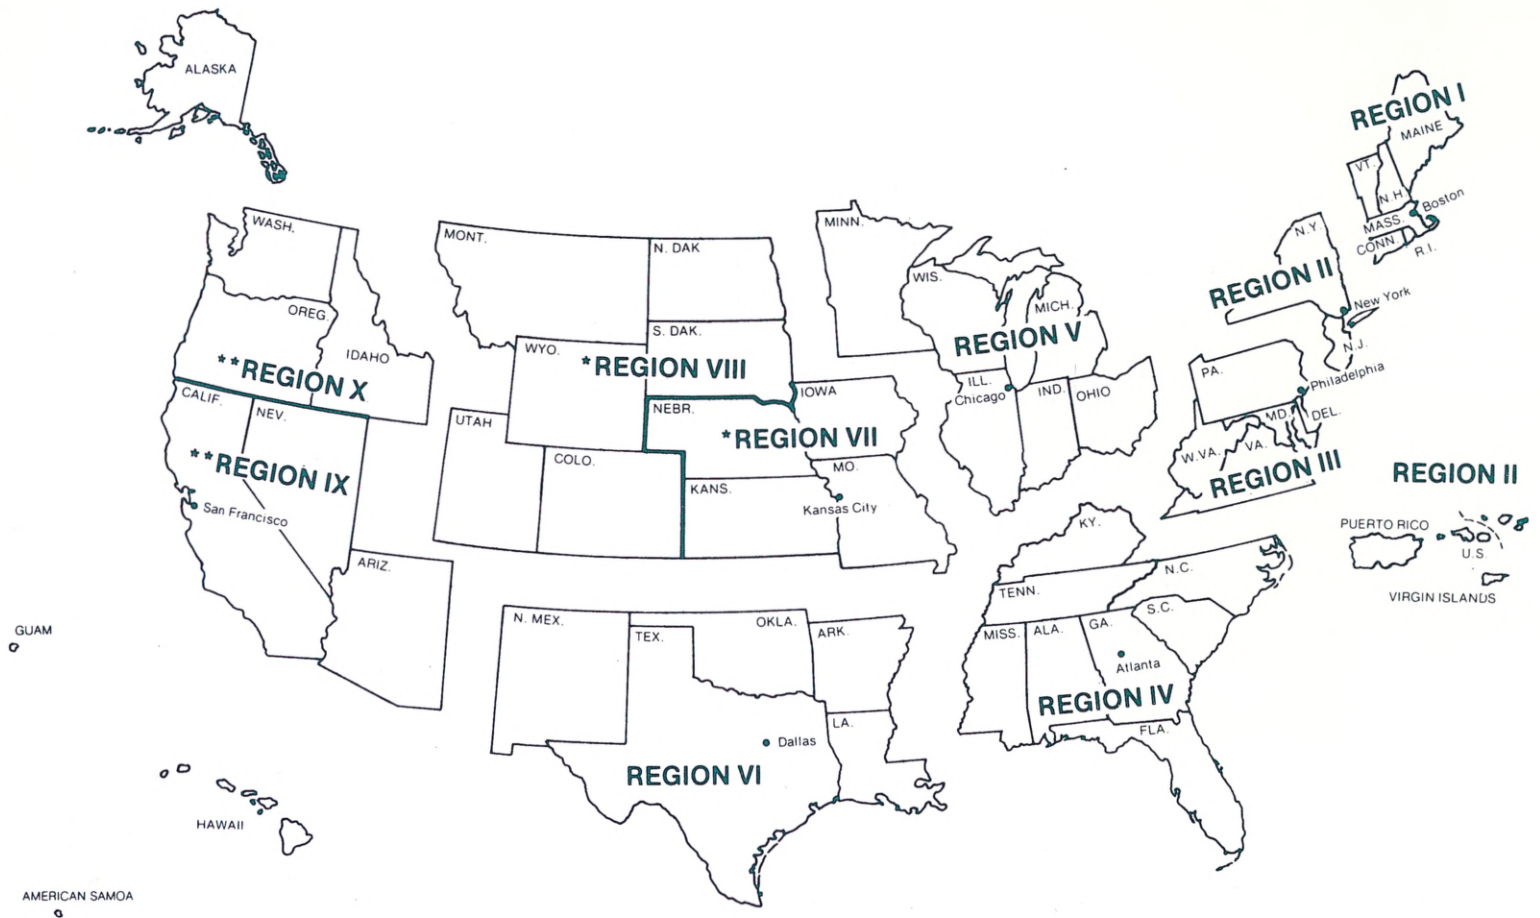 ALASKA
REGION I
MAINE
VT.
N.H.
Boston
MASS.
CONN.
R.I.
WASH.
MONT.
N. DAK
MINN.
N.Y.
WIS.
REGION II
New York
OREG.
S. DAK.
MICH.
REGION V
N.J.
IDAHO
WYO.
*REGION VIII
PA.
Philadelphia
**REGION X
ILL.
IND.
OHIO
Chicago
IOWA
CALIF.
NEV.
UTAH
NEBR.
MD.
DEL.
*REGION VII
W.VA.
VA.
COLO.
MO.
**REGION IX
REGION III
REGION II
KANS.
Kansas City
San Francisco
KY.
PUERTO RICO
U.S.
VIRGIN ISLANDS
ARIZ.
N.C.
TENN.
S.C.
N. MEX.
OKLA.
ARK.
TEX.
MISS.
ALA.
GA.
GUAM
Atlanta
REGION IV
LA.
FLA.
Dallas
REGION VI
HAWAII
AMERICAN SAMOA